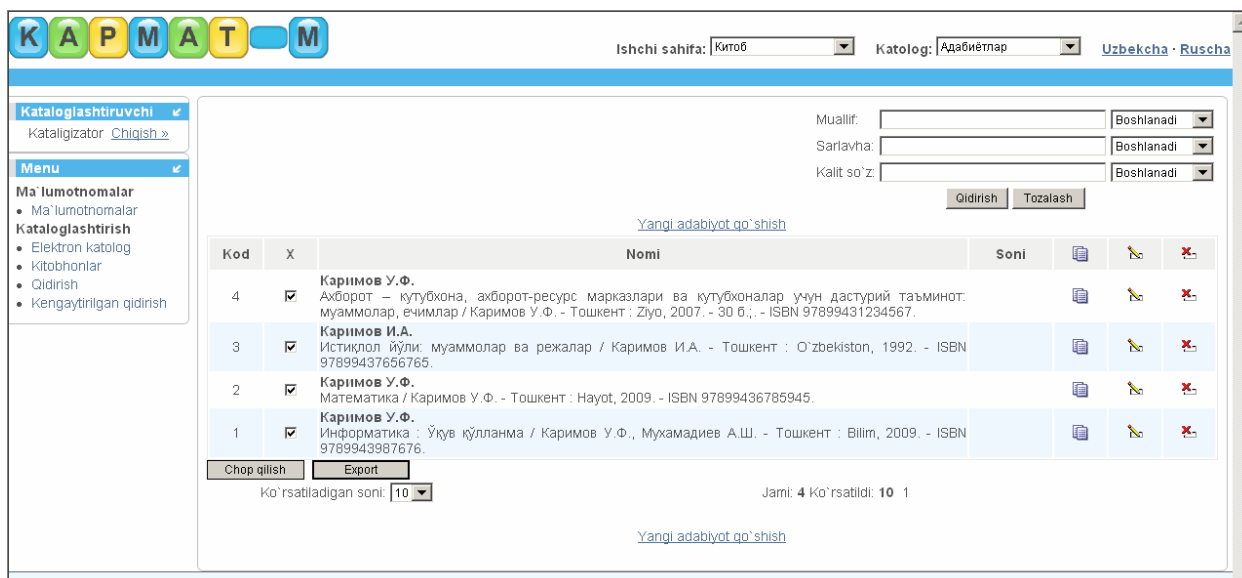 КАРМАТ-М
Ishchi sahifa: Китоб Katolog: Адабиётлар Uzbekcha · Ruscha
Kataloglashtiruvchi
Kataligizator Chiqish »
Menu
Ma`lumotnomalar
• Ma`lumotnomalar
Kataloglashtirish
• Elektron katolog
• Kitobhonlar
• Qidirish
• Kengaytirilgan qidirish
Muallif: Boshlanadi
Sarlavha: Boshlanadi
Kalit so`z: Boshlanadi
Qidirish Tozalash
Yangi adabiyot qo`shish
Kod X Nomi Soni
Каримов У.Ф.
4 Ахборот – кутубхона, ахборот-ресурс марказлари ва кутубхоналар учун дастурий таъминот:
муаммолар, ечимлар / Каримов У.Ф. - Тошкент : Ziyo, 2007. - 30 б.;. - ISBN 97899431234567.
Каримов И.А.
3 Истиқлол йўли: муаммолар ва режалар / Каримов И.А. - Тошкент : O`zbekiston, 1992. - ISBN
97899437656765.
Каримов У.Ф.
2 Математика / Каримов У.Ф. - Тошкент : Hayot, 2009. - ISBN 97899436785945.
Каримов У.Ф.
1 Информатика : Ўқув қўлланма / Каримов У.Ф., Мухамадиев А.Ш. - Тошкент : Bilim, 2009. - ISBN
9789943987676.
Chop qilish Export
Ko`rsatiladigan soni: 10 Jami: 4 Ko`rsatildi: 10 1
Yangi adabiyot qo`shish